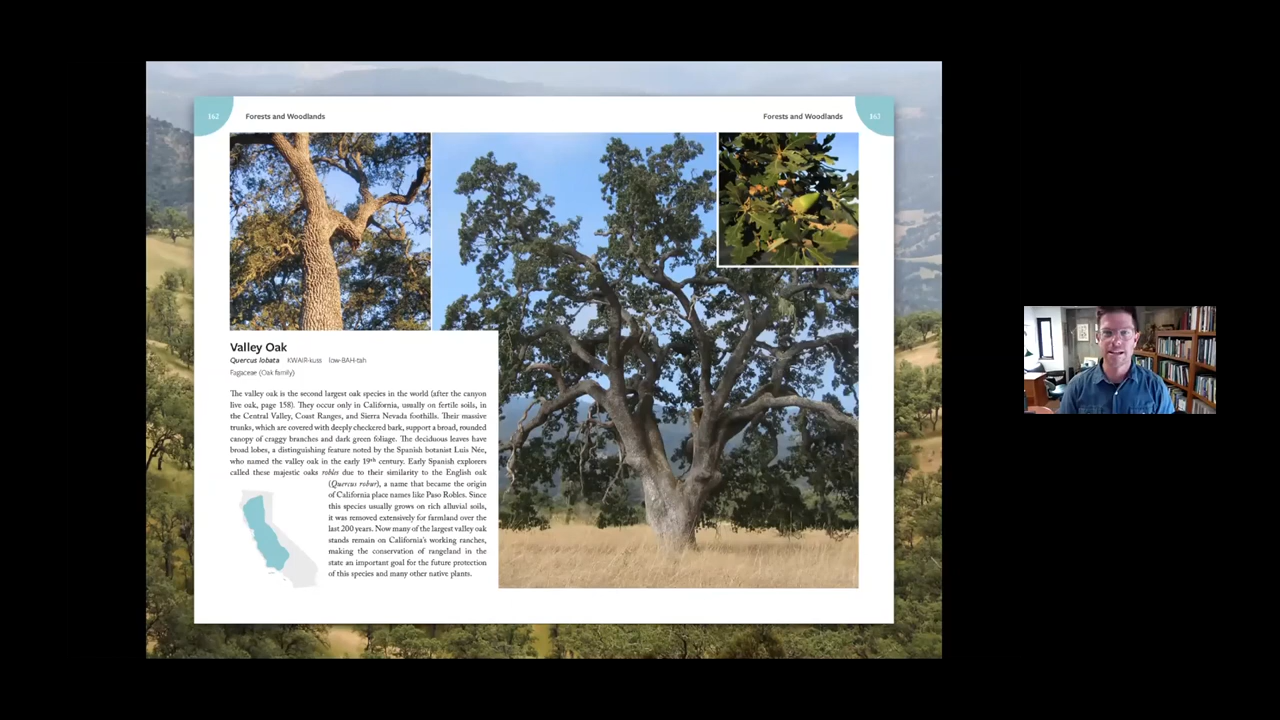 162
Forests and Woodlands
Forests and Woodlands
163
Valley Oak
Quercus lobata KWAIR-kuss low-BAH-tah
Fagaceae (Oak family)
The valley oak is the second largest oak species in the world (after the canyon
live oak, page 158). They occur only in California, usually on fertile soils, in
the Central Valley, Coast Ranges, and Sierra Nevada foothills. Their massive
trunks, which are covered with deeply checkered bark, support a broad, rounded
canopy of craggy branches and dark green foliage. The deciduous leaves have
broad lobes, a distinguishing feature noted by the Spanish botanist Luis Née,
who named the valley oak in the early 19th century. Early Spanish explorers
called these majestic oaks robles due to their similarity to the English oak
(Quercus robur), a name that became the origin
of California place names like Paso Robles. Since
this species usually grows on rich alluvial soils,
it was removed extensively for farmland over the
last 200 years. Now many of the largest valley oak
stands remain on California's working ranches,
making the conservation of rangeland in the
state an important goal for the future protection
of this species and many other native plants.